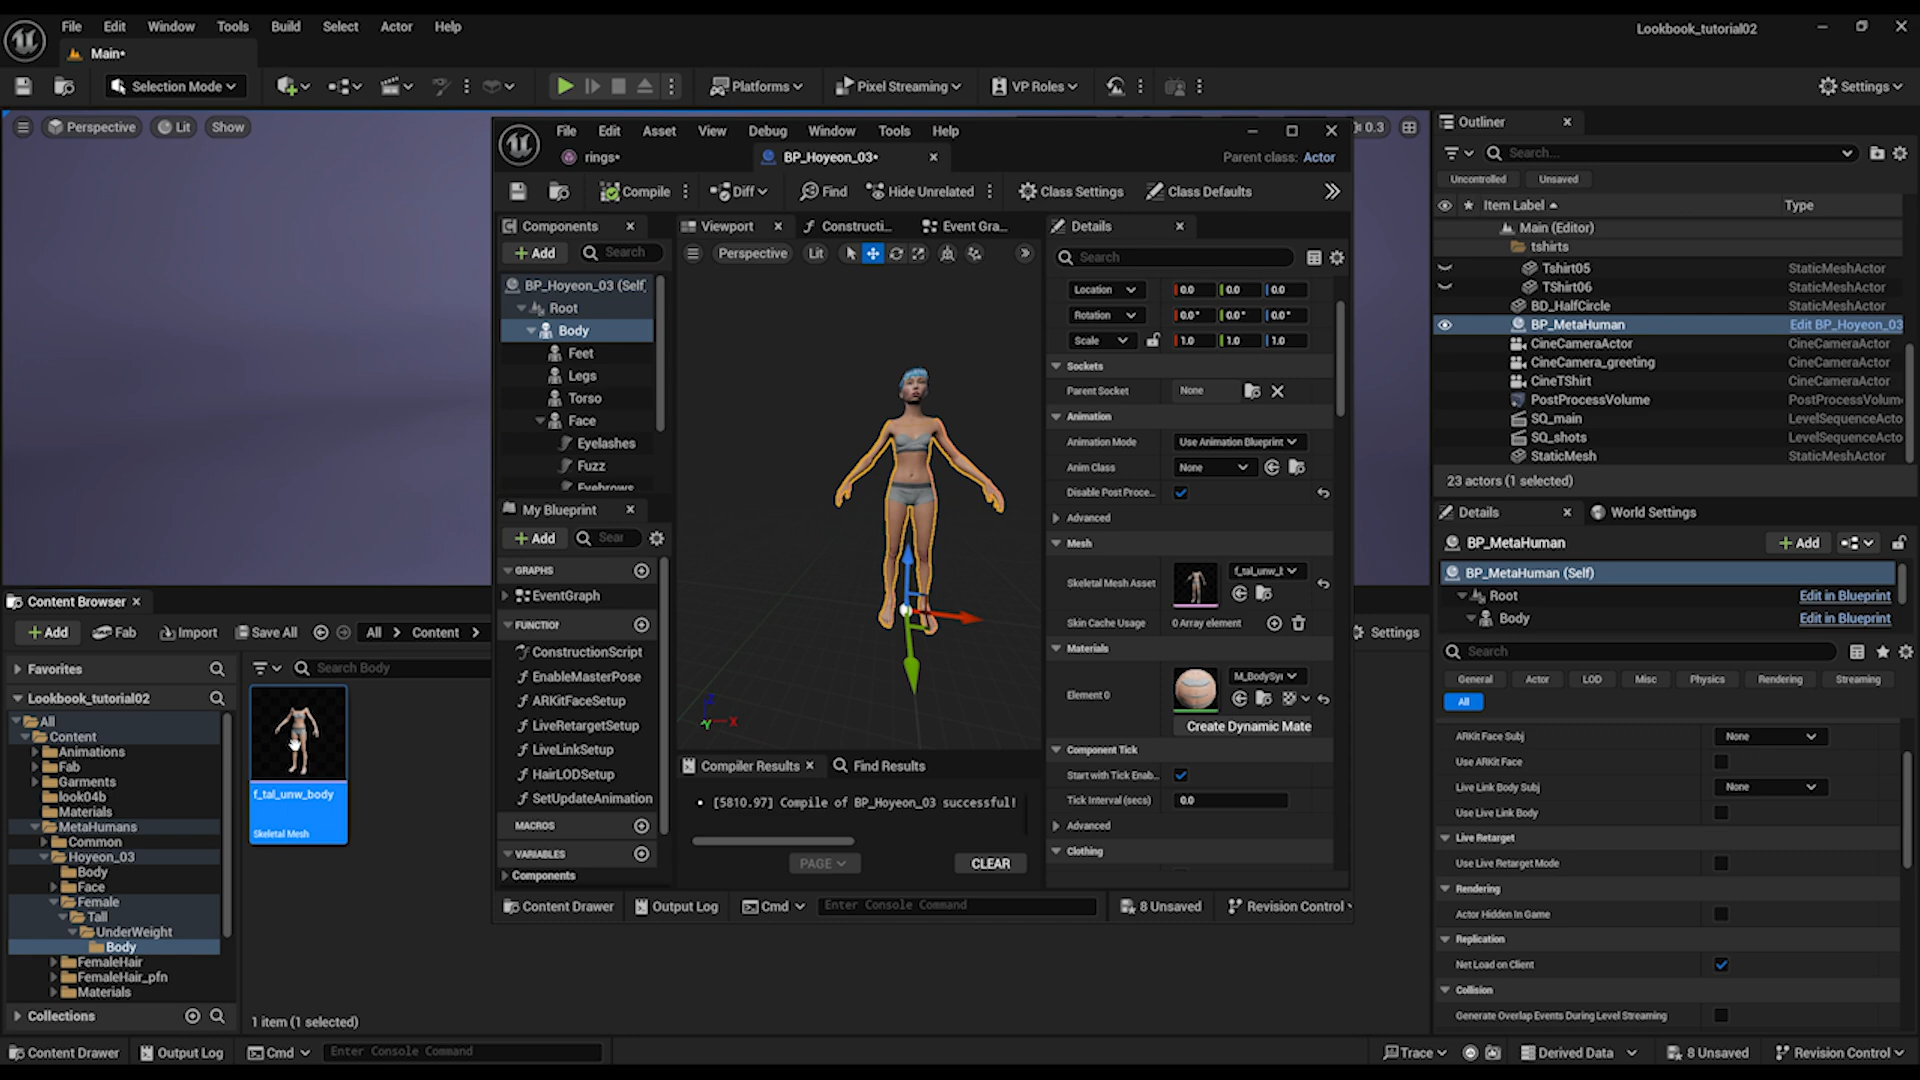 File Edit Window Tools Build Select Actor Help
Lookbook_tutorial02
Main•
Selection Mode
Platforms
Pixel Streaming
VP Roles
Settings
Perspective
Lit
Show
0.3
File Edit Asset View Debug Window Tools Help
rings•
BP_Hoyeon_03•
Parent class: Actor
Compile
Diff
Find
Hide Unrelated
Class Settings
Class Defaults
Components
Add
Search
BP_Hoyeon_03 (Self
Root
Body
Feet
Legs
Torso
Face
Eyelashes
Fuzz
Eyebrows
My Blueprint
Add
Sear
GRAPHS
EventGraph
FUNCTIOI
ConstructionScript
EnableMasterPose
ARKitFaceSetup
LiveRetargetSetup
LiveLinkSetup
HairLODSetup
SetUpdateAnimation
MACROS
VARIABLES
Components
Viewport
Constructi...
Event Gra...
Perspective
Lit
X
Y
Compiler Results
Find Results
• [5810.97] Compile of BP_Hoyeon_03 successful!
PAGE
CLEAR
Details
Search
Location 0.0 0.0 0.0
Rotation 0.0° 0.0° 0.0°
Scale 1.0 1.0 1.0
Sockets
Parent Socket None
Animation
Animation Mode Use Animation Blueprint
Anim Class None
Disable Post Proce...
Advanced
Mesh
Skeletal Mesh Asset f_tal_unw_l
Skin Cache Usage 0 Array element
Materials
Element 0 M_BodySyı
Create Dynamic Mate
Component Tick
Start with Tick Enab...
Tick Interval (secs) 0.0
Advanced
Clothing
Content Drawer
Output Log
Cmd
Enter Console Command
8 Unsaved
Revision Control
Outliner
Search...
Uncontrolled
Unsaved
Item Label Type
Main (Editor)
tshirts
Tshirt05 StaticMeshActor
TShirt06 StaticMeshActor
BD_HalfCircle StaticMeshActor
BP_MetaHuman Edit BP_Hoyeon_03
CineCameraActor CineCameraActor
CineCamera_greeting CineCameraActor
CineTShirt CineCameraActor
PostProcessVolume PostProcessVolum
SQ_main LevelSequenceActo
SQ_shots LevelSequenceActo
StaticMesh StaticMeshActor
23 actors (1 selected)
Details
World Settings
BP_MetaHuman
Add
BP_MetaHuman (Self)
Root Edit in Blueprint
Body Edit in Blueprint
Search
General Actor LOD Misc Physics Rendering Streaming
All
ARKit Face Subj None
Use ARKit Face
Live Link Body Subj None
Use Live Link Body
Live Retarget
Use Live Retarget Mode
Rendering
Actor Hidden In Game
Replication
Net Load on Client
Collision
Generate Overlap Events During Level Streaming
Content Browser
Add
Fab
Import
Save All
All
Content
Settings
Favorites
Search Body
Lookbook_tutorial02
All
Content
Animations
Fab
Garments
look04b
Materials
MetaHumans
Common
Hoyeon_03
Body
Face
Female
Tall
UnderWeight
Body
FemaleHair
FemaleHair_pfn
Materials
Collections
f_tal_unw_body
Skeletal Mesh
1 item (1 selected)
Content Drawer
Output Log
Cmd
Enter Console Command
Trace
Derived Data
8 Unsaved
Revision Control